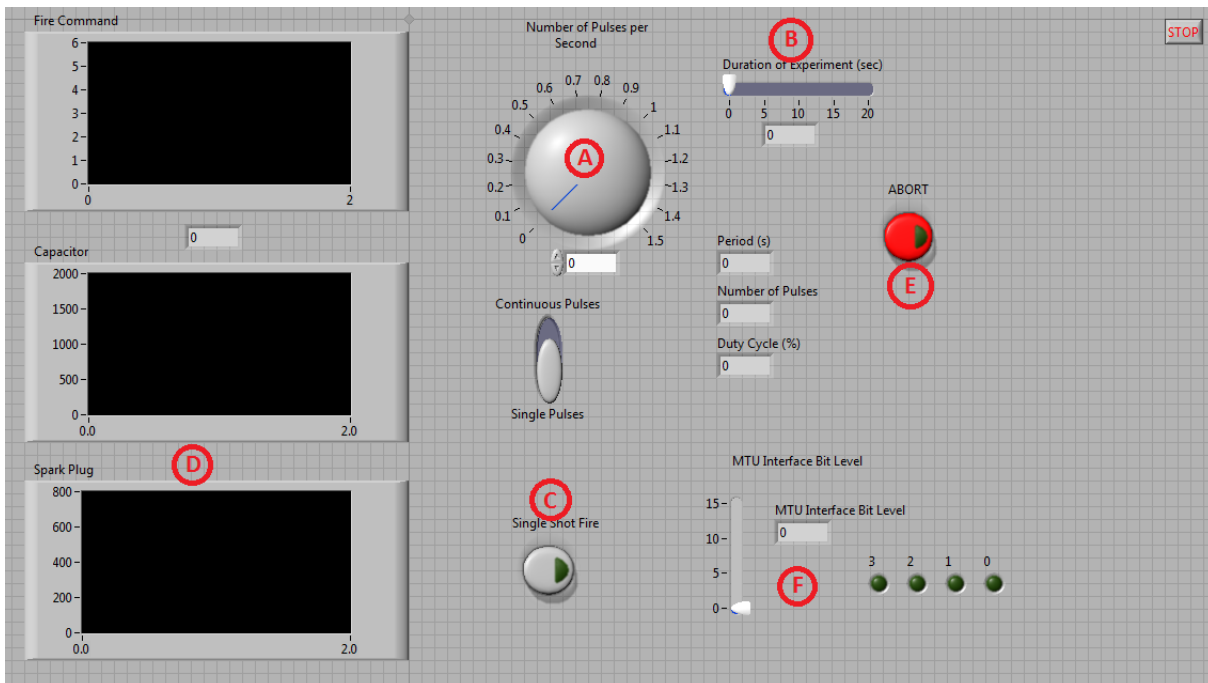 Fire Command
6
5
4
3
2
1
0
0 2
0
Capacitor
2000
1500
1000
500
0
0.0 2.0
D
Spark Plug
800
600
400
200
0
0.0 2.0
Number of Pulses per
Second
0 0.1 0.2 0.3 0.4 0.5 0.6 0.7 0.8 0.9 1 1.1 1.2 1.3 1.4 1.5
A
0
Continuous Pulses
Single Pulses
C
Single Shot Fire
B
Duration of Experiment (sec)
0 5 10 15 20
0
Period (s)
0
Number of Pulses
0
Duty Cycle (%)
0
STOP
ABORT
E
MTU Interface Bit Level
15
10
5
0
MTU Interface Bit Level
0
F
3 2 1 0